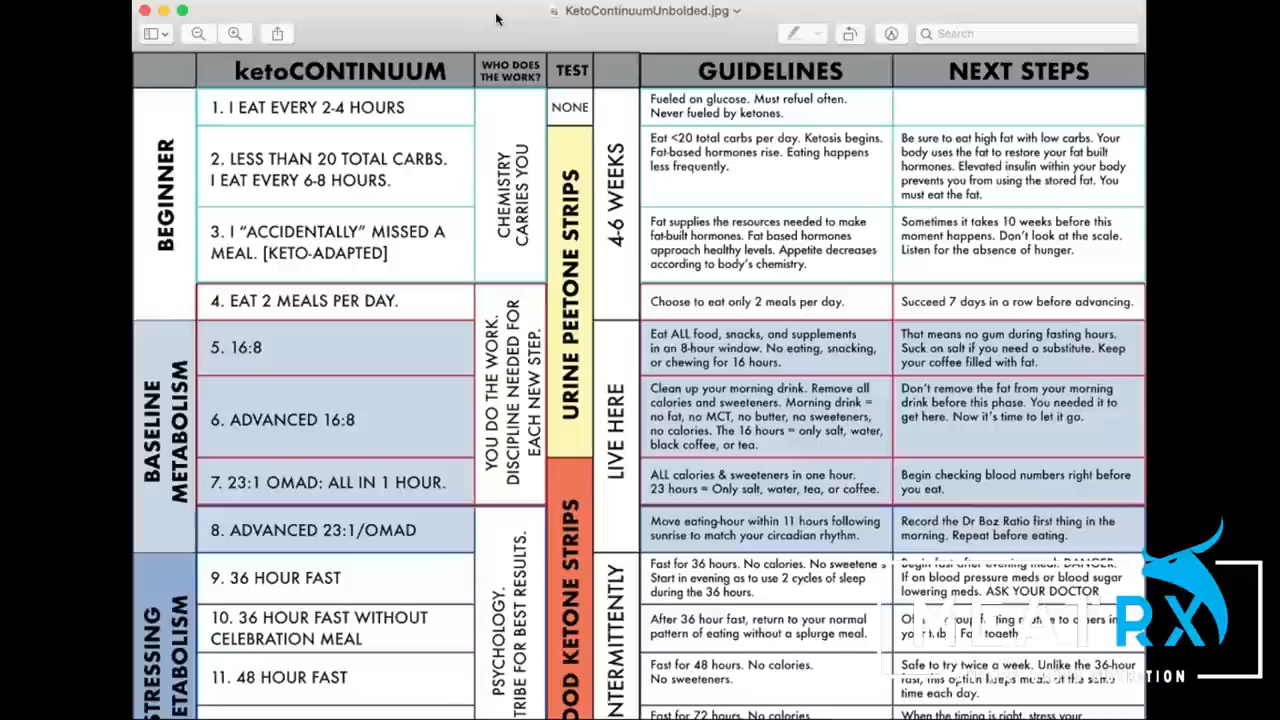 KetoContinuumUnbolded.jpg
Search
ketoCONTINUUM
WHO DOES
THE WORK?
TEST
GUIDELINES
NEXT STEPS
BEGINNER
1. I EAT EVERY 2-4 HOURS
CHEMISTRY
CARRIES YOU
NONE
4-6 WEEKS
Fueled on glucose. Must refuel often.
Never fueled by ketones.
2. LESS THAN 20 TOTAL CARBS.
I EAT EVERY 6-8 HOURS.
URINE PEETONE STRIPS
Eat <20 total carbs per day. Ketosis begins.
Fat-based hormones rise. Eating happens
less frequently.
Be sure to eat high fat with low carbs. Your
body uses the fat to restore your fat built
hormones. Elevated insulin within your body
prevents you from using the stored fat. You
must eat the fat.
3. I “ACCIDENTALLY” MISSED A
MEAL. [KETO-ADAPTED]
Fat supplies the resources needed to make
fat-built hormones. Fat based hormones
approach healthy levels. Appetite decreases
according to body’s chemistry.
Sometimes it takes 10 weeks before this
moment happens. Don’t look at the scale.
Listen for the absence of hunger.
4. EAT 2 MEALS PER DAY.
YOU DO THE WORK.
DISCIPLINE NEEDED FOR
EACH NEW STEP.
Choose to eat only 2 meals per day.
Succeed 7 days in a row before advancing.
BASELINE
METABOLISM
5. 16:8
LIVE HERE
Eat ALL food, snacks, and supplements
in an 8-hour window. No eating, snacking,
or chewing for 16 hours.
That means no gum during fasting hours.
Suck on salt if you need a substitute. Keep
your coffee filled with fat.
6. ADVANCED 16:8
Clean up your morning drink. Remove all
calories and sweeteners. Morning drink =
no fat, no MCT, no butter, no sweeteners,
no calories. The 16 hours = only salt, water,
black coffee, or tea.
Don’t remove the fat from your morning
drink before this phase. You needed it to
get here. Now it’s time to let it go.
7. 23:1 OMAD: ALL IN 1 HOUR.
OOD KETONE STRIPS
ALL calories & sweeteners in one hour.
23 hours = Only salt, water, tea, or coffee.
Begin checking blood numbers right before
you eat.
8. ADVANCED 23:1/OMAD
PSYCHOLOGY.
TRIBE FOR BEST RESULTS.
Move eating-hour within 11 hours following
sunrise to match your circadian rhythm.
Record the Dr Boz Ratio first thing in the
morning. Repeat before eating.
STRESSING
ETABOLISM
9. 36 HOUR FAST
INTERMITTENTLY
Fast for 36 hours. No calories. No sweetene s
Start in evening as to use 2 cycles of sleep
during the 36 hours.
Begin fast after evening meal. DANGER:
If on blood pressure meds or blood sugar
lowering meds. ASK YOUR DOCTOR
10. 36 HOUR FAST WITHOUT
CELEBRATION MEAL
After 36 hour fast, return to your normal
pattern of eating without a splurge meal.
MEAT RX
11. 48 HOUR FAST
Fast for 48 hours. No calories.
No sweeteners.
Safe to try twice a week. Unlike the 36-hour
fast, this option keeps meals at the same
time each day.
Fast for 72 hours. No calories.
When the timing is right, stress your